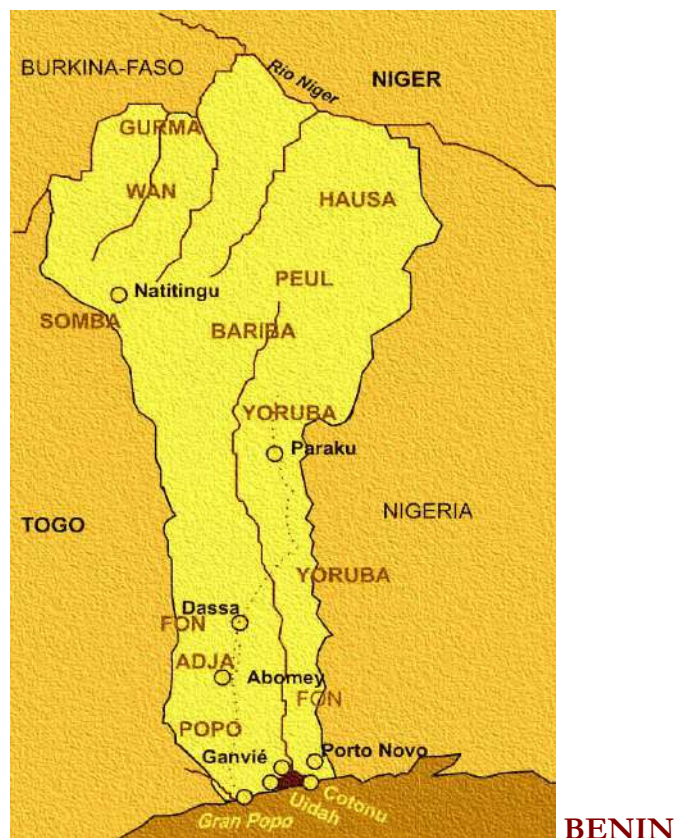 BURKINA-FASO
Rio Niger
NIGER
GURMA
WAN
HAUSA
PEUL
Natitingu
SOMBA
BARIBA
YORUBA
Paraku
NIGERIA
TOGO
YORUBA
Dassa
FON
ADJA
Abomey
FON
POPO
Ganvié
Porto Novo
Cotonu
Uidah
Gran Popo
BENIN